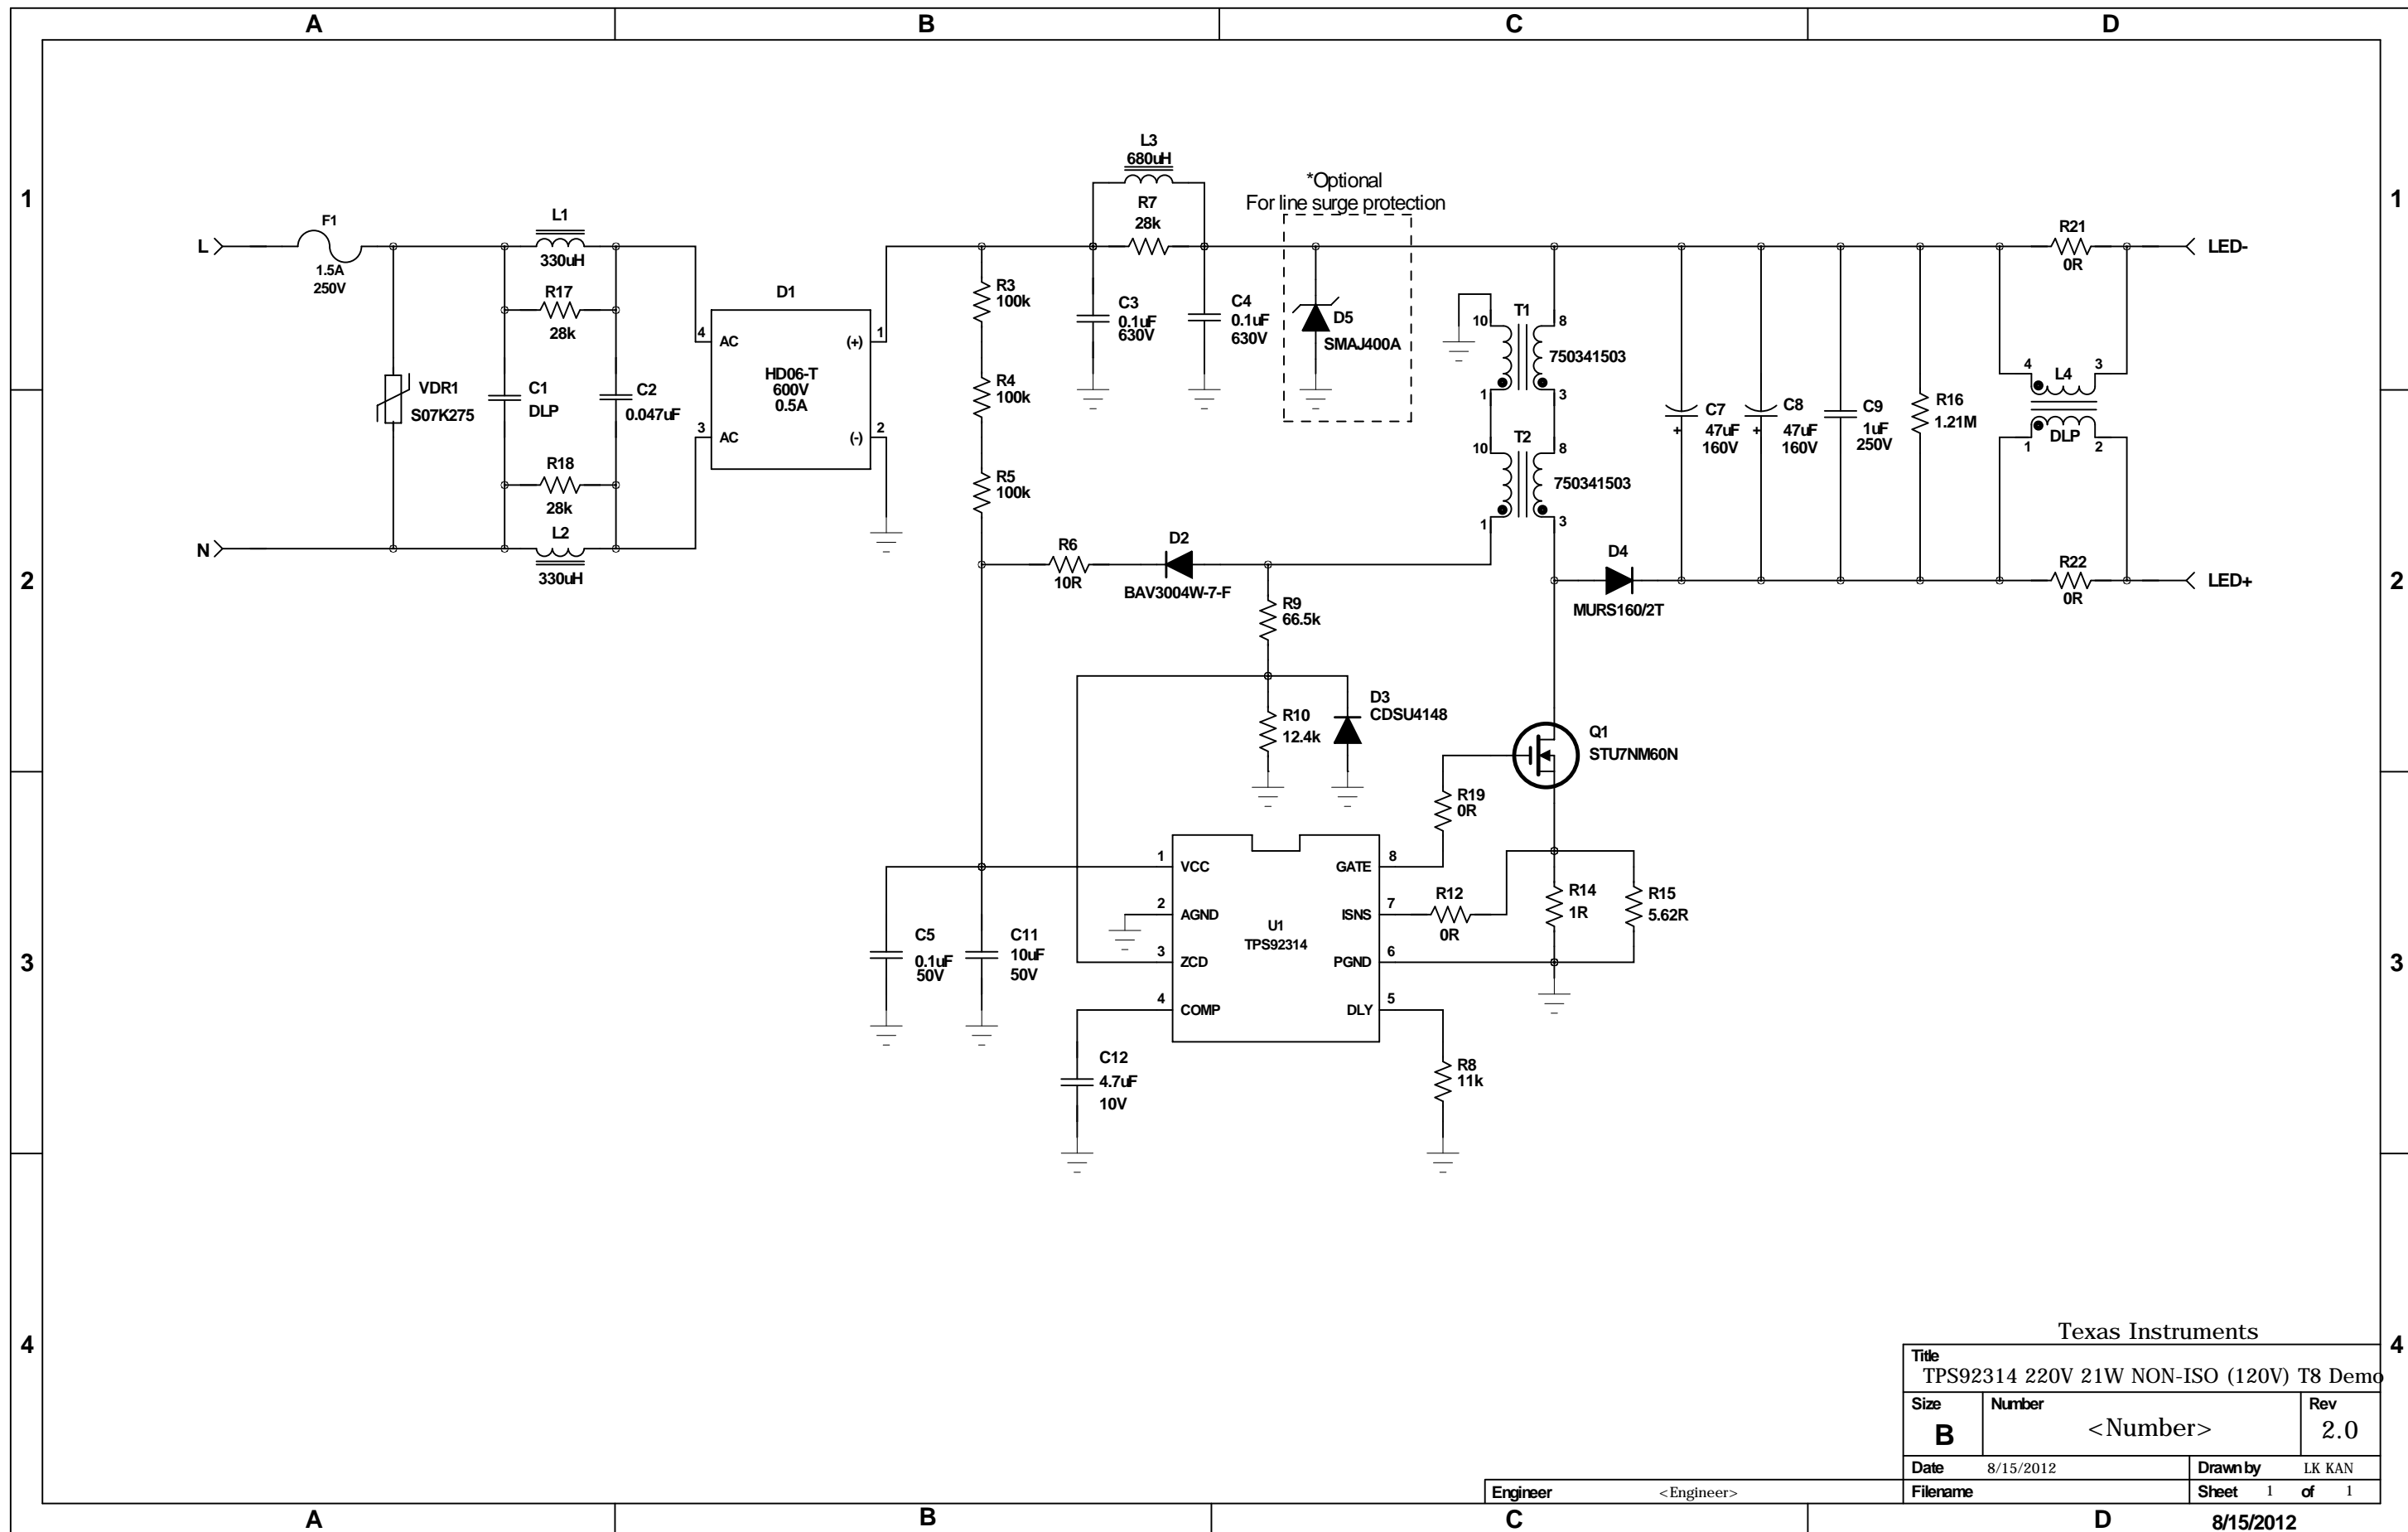 A
B
C
D
1
1
2
2
3
3
4
4
L3
680uH
R7
28k
*Optional
For line surge protection
L
F1
1.5A
250V
L1
330uH
R17
28k
VDR1
S07K275
C1
DLP
C2
0.047uF
R18
28k
L2
330uH
N
D1
4
AC
(+)
1
HD06-T
600V
0.5A
3
AC
(-)
2
R3
100k
R4
100k
R5
100k
C3
0.1uF
630V
C4
0.1uF
630V
D5
SMAJ400A
T1
10
8
750341503
1
3
T2
10
8
750341503
1
3
C7
47uF
160V
+
C8
47uF
160V
+
C9
1uF
250V
R16
1.21M
R21
0R
LED-
4
L4
3
1
DLP
2
R22
0R
LED+
R6
10R
D2
BAV3004W-7-F
D4
MURS160/2T
R9
66.5k
R10
12.4k
D3
CDSU4148
Q1
STU7NM60N
R19
0R
1
VCC
GATE
8
2
AGND
ISNS
7
U1
TPS92314
3
ZCD
PGND
6
4
COMP
DLY
5
R12
0R
R14
1R
R15
5.62R
C5
0.1uF
50V
C11
10uF
50V
C12
4.7uF
10V
R8
11k
Texas Instruments
Title
TPS92314 220V 21W NON-ISO (120V) T8 Demo
Size
B
Number
<Number>
Rev
2.0
Date 8/15/2012
Drawn by LK KAN
Engineer <Engineer>
Filename
Sheet 1 of 1
A
B
C
D
8/15/2012